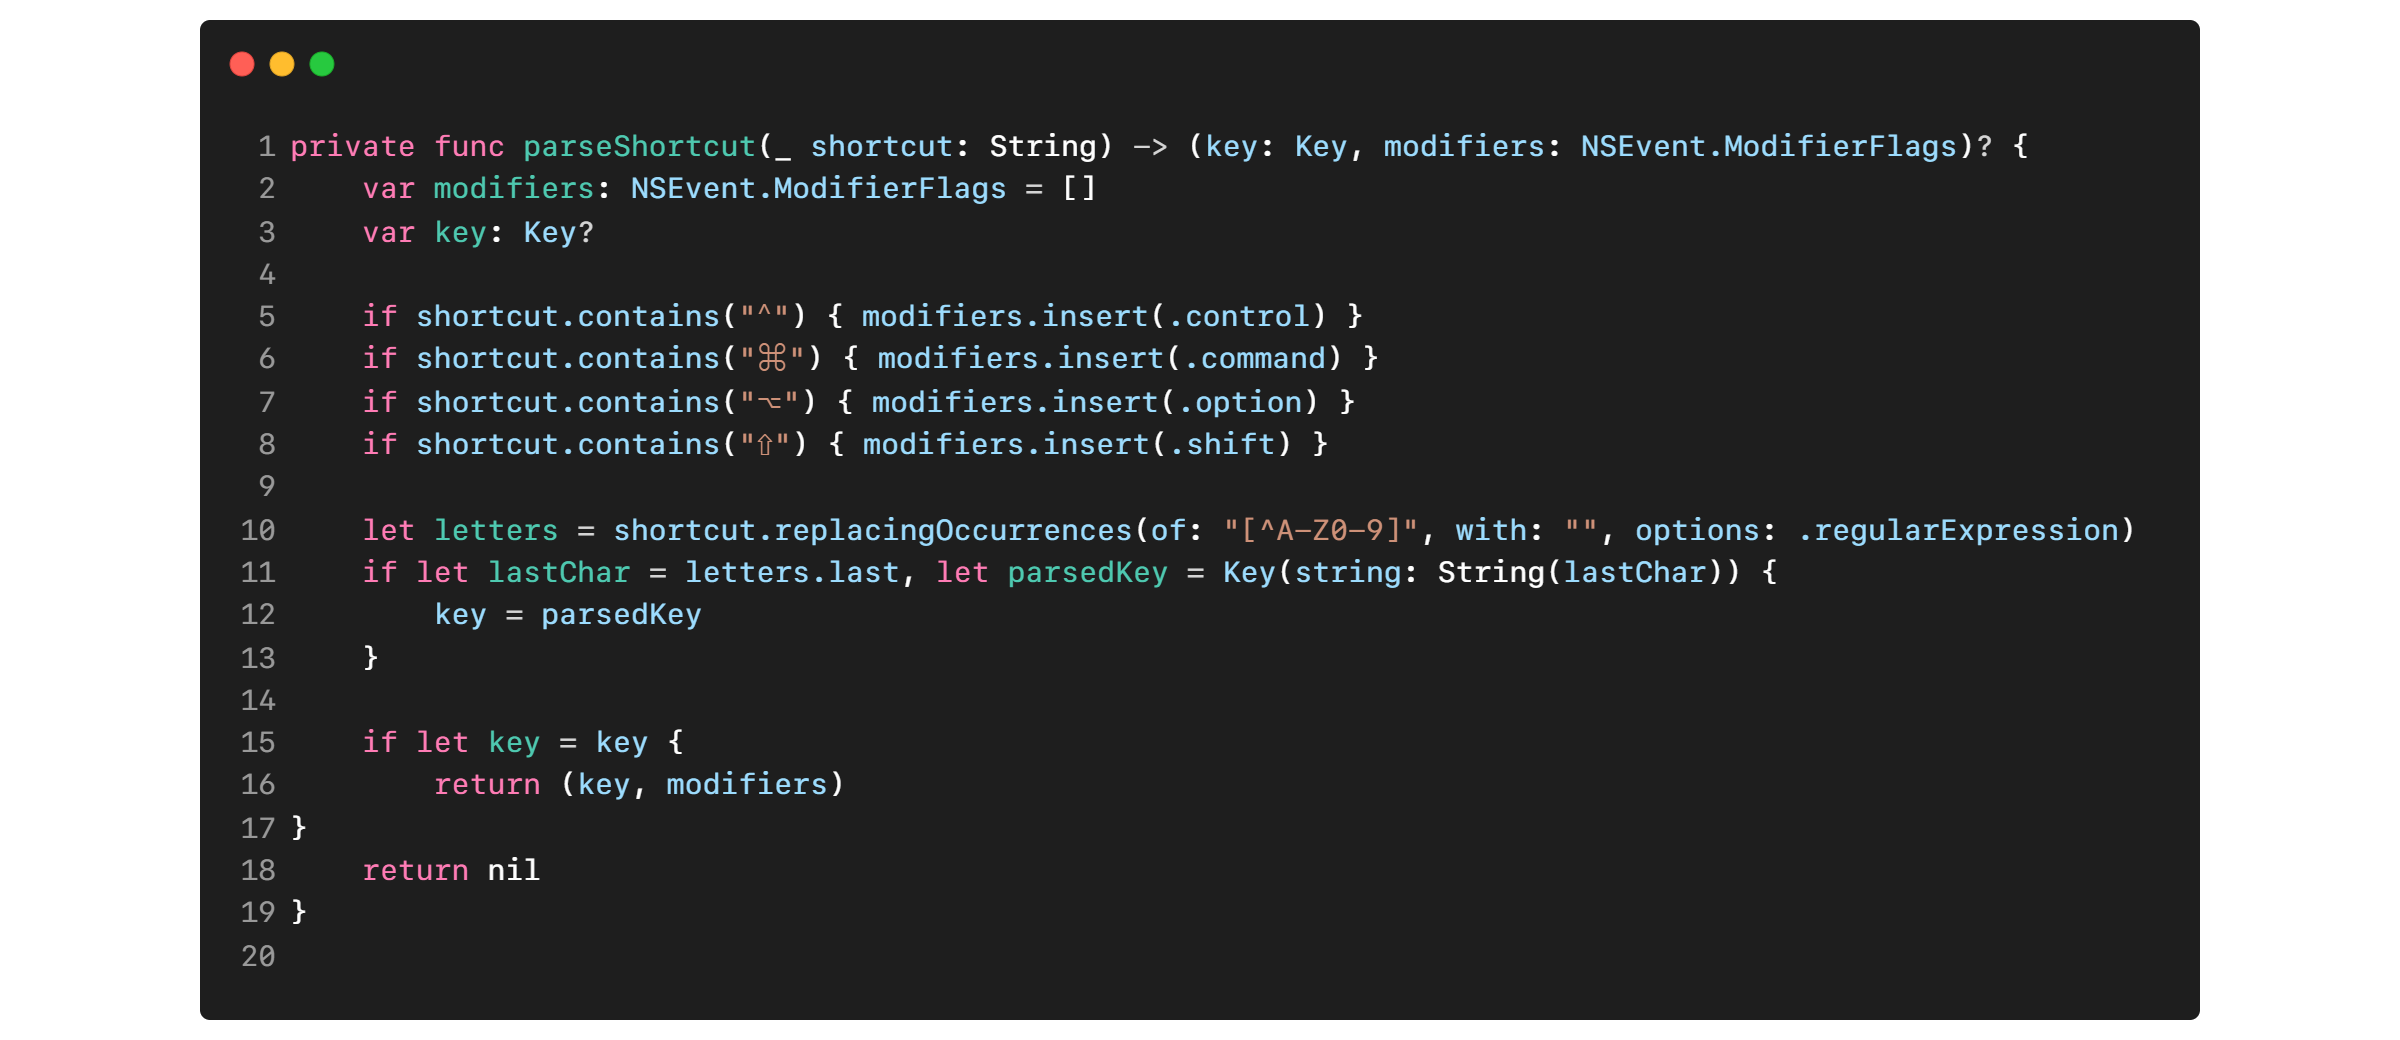 1 private func parseShortcut(_ shortcut: String) -> (key: Key, modifiers: NSEvent.ModifierFlags)? {
2     var modifiers: NSEvent.ModifierFlags = []
3     var key: Key?
4
5     if shortcut.contains("^") { modifiers.insert(.control) }
6     if shortcut.contains("⌘") { modifiers.insert(.command) }
7     if shortcut.contains("⌥") { modifiers.insert(.option) }
8     if shortcut.contains("⇧") { modifiers.insert(.shift) }
9
10     let letters = shortcut.replacingOccurrences(of: "[^A-Z0-9]", with: "", options: .regularExpression)
11     if let lastChar = letters.last, let parsedKey = Key(string: String(lastChar)) {
12         key = parsedKey
13     }
14
15     if let key = key {
16         return (key, modifiers)
17 }
18     return nil
19 }
20